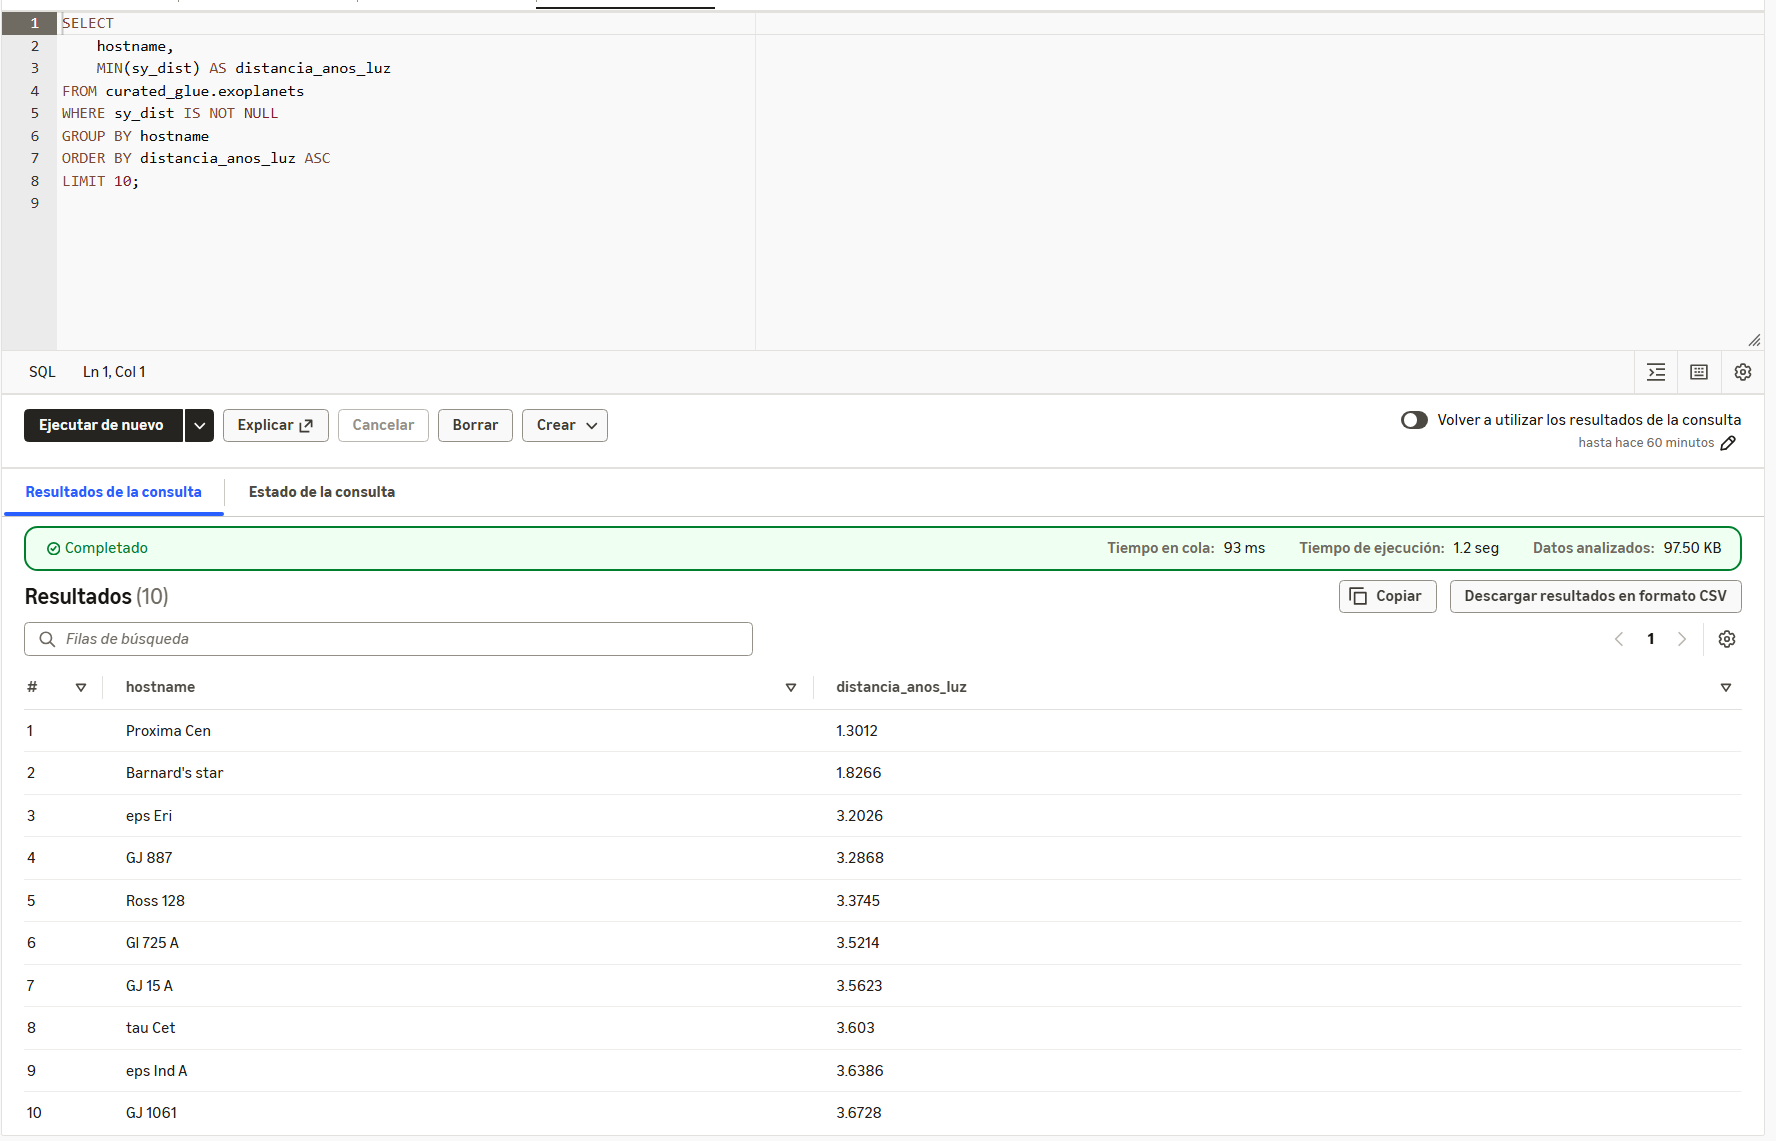 1 SELECT
2 hostname,
3 MIN(sy_dist) AS distancia_anos_luz
4 FROM curated_glue.exoplanets
5 WHERE sy_dist IS NOT NULL
6 GROUP BY hostname
7 ORDER BY distancia_anos_luz ASC
8 LIMIT 10;
9
SQL Ln 1, Col 1
Ejecutar de nuevo Explicar Cancelar Borrar Crear Volver a utilizar los resultados de la consulta
hasta hace 60 minutos
Resultados de la consulta Estado de la consulta
Completado Tiempo en cola: 93 ms Tiempo de ejecución: 1.2 seg Datos analizados: 97.50 KB
Resultados (10) Copiar Descargar resultados en formato CSV
Filas de búsqueda 1
# hostname distancia_anos_luz
1 Proxima Cen 1.3012
2 Barnard's star 1.8266
3 eps Eri 3.2026
4 GJ 887 3.2868
5 Ross 128 3.3745
6 Gl 725 A 3.5214
7 GJ 15 A 3.5623
8 tau Cet 3.603
9 eps Ind A 3.6386
10 GJ 1061 3.6728